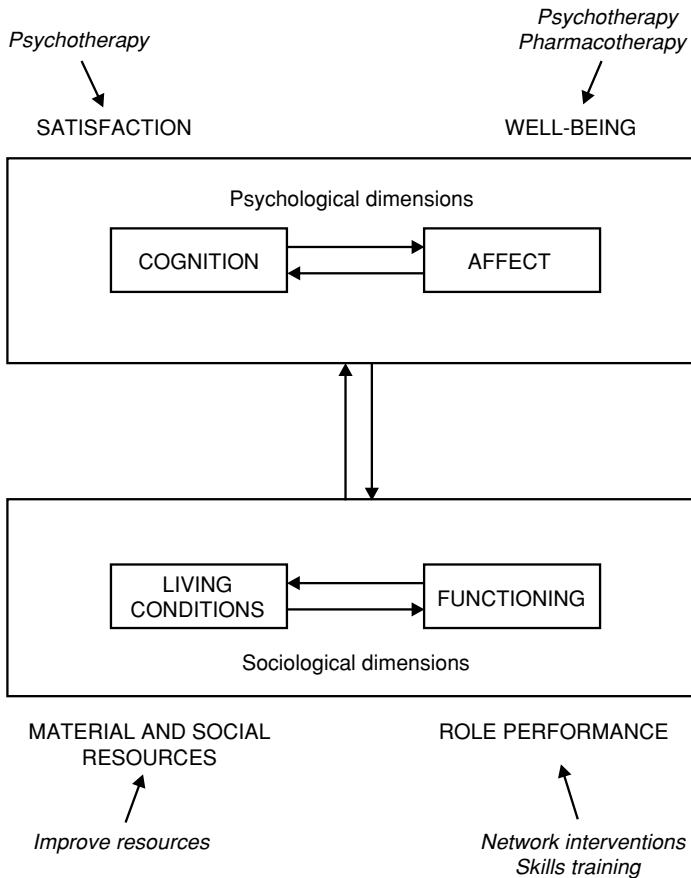 Psychotherapy
Psychotherapy
Pharmacotherapy
SATISFACTION
WELL-BEING
Psychological dimensions
COGNITION
AFFECT
LIVING
CONDITIONS
FUNCTIONING
Sociological dimensions
MATERIAL AND SOCIAL
RESOURCES
ROLE PERFORMANCE
Improve resources
Network interventions
Skills training